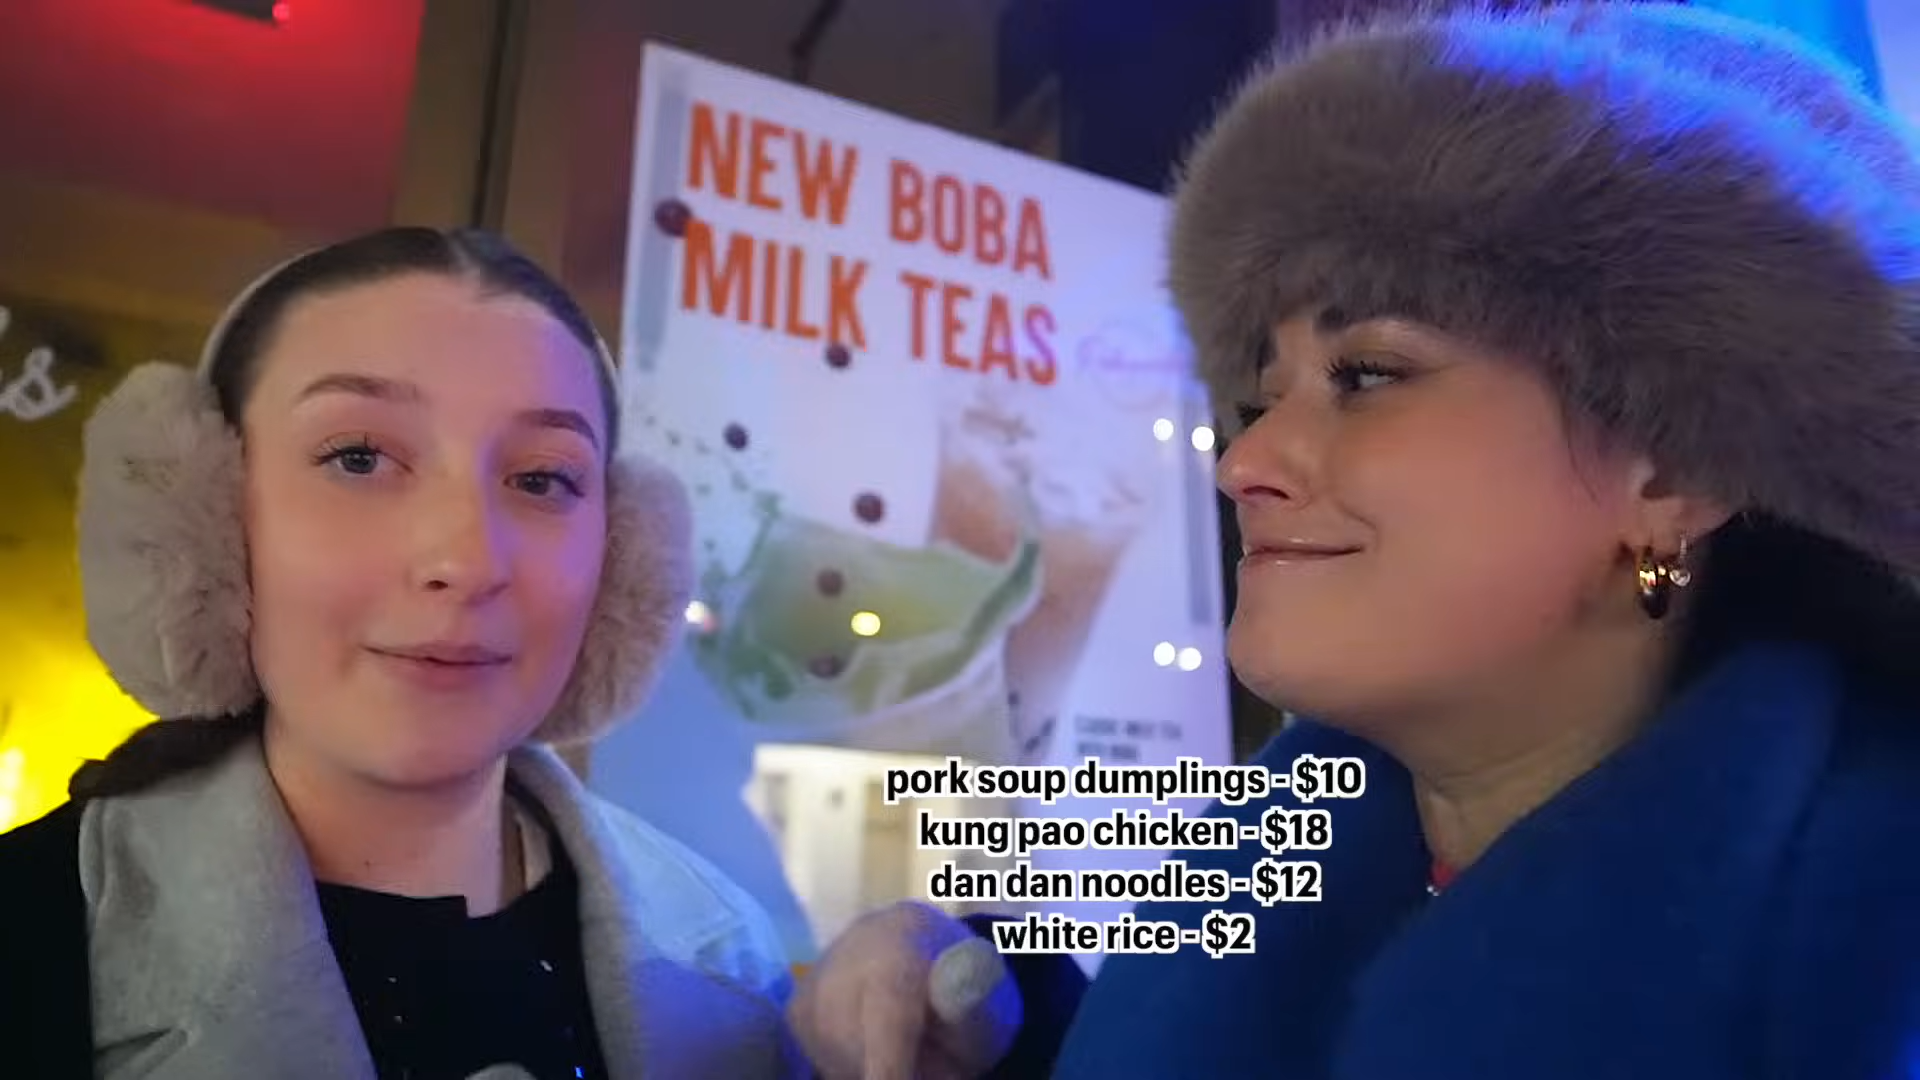 NEW BOBA
MILK TEAS
pork soup dumplings - $10
kung pao chicken - $18
dan dan noodles - $12
white rice - $2